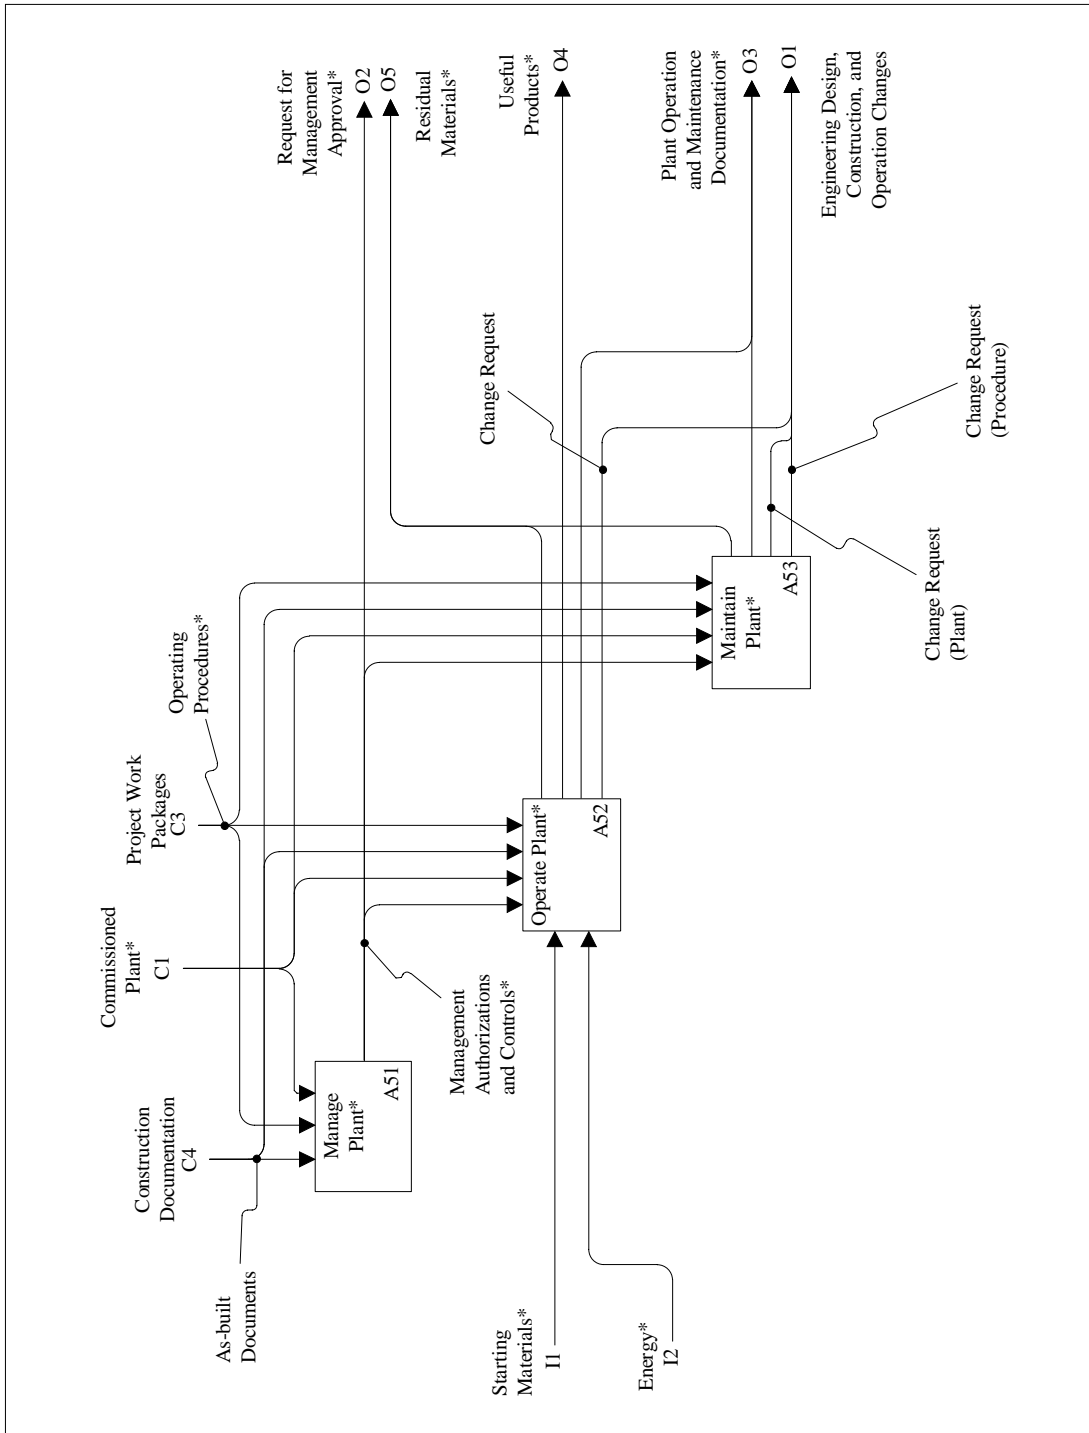 Construction
Documentation
C4
Commissioned
Plant*
C1
Project Work
Packages
C3
Operating
Procedures*
As-built
Documents
Request for
Management
Approval*
O2
O5
Residual
Materials*
Manage
Plant*
A51
Management
Authorizations
and Controls*
Change Request
Useful
Products*
O4
Starting
Materials*
I1
Operate Plant*
A52
Energy*
I2
Plant Operation
and Maintenance
Documentation*
O3
O1
Engineering Design,
Construction, and
Operation Changes
Maintain
Plant*
A53
Change Request
(Plant)
Change Request
(Procedure)